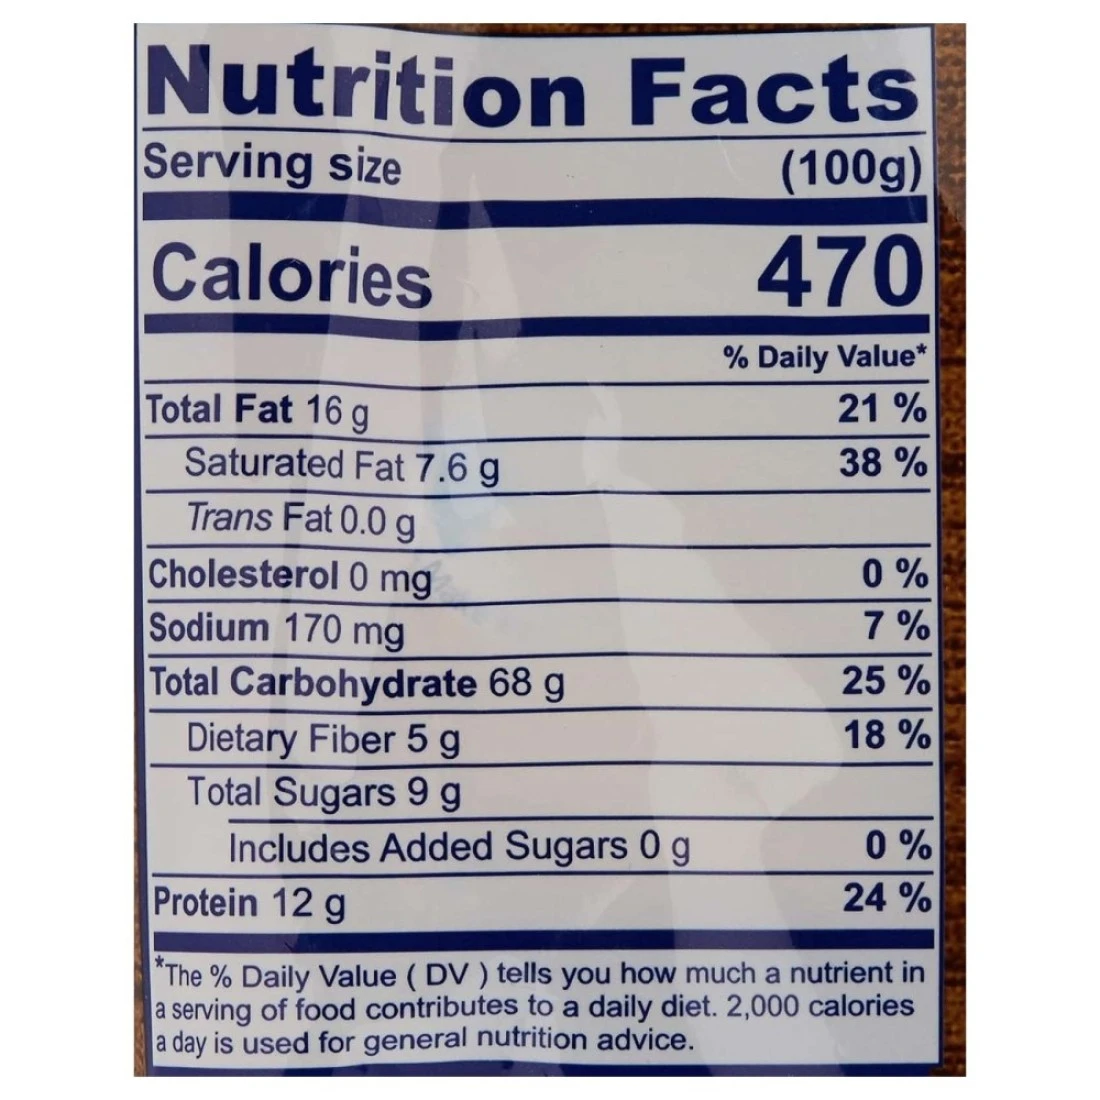 Nutrition Facts
Serving size (100g)
Calories 470
% Daily Value*
Total Fat 16 g 21 %
Saturated Fat 7.6 g 38 %
Trans Fat 0.0 g
Cholesterol 0 mg 0 %
Sodium 170 mg 7 %
Total Carbohydrate 68 g 25 %
Dietary Fiber 5 g 18 %
Total Sugars 9 g
Includes Added Sugars 0 g 0 %
Protein 12 g 24 %
*The % Daily Value ( DV ) tells you how much a nutrient in
a serving of food contributes to a daily diet. 2,000 calories
a day is used for general nutrition advice.